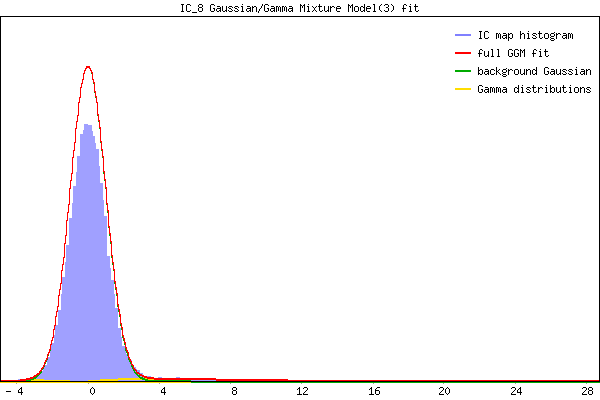 IC_8 Gaussian/Gamma Mixture Model(3) fit
IC map histogram
full GGM fit
background Gaussian
Gamma distributions
-4 0 4 8 12 16 20 24 28